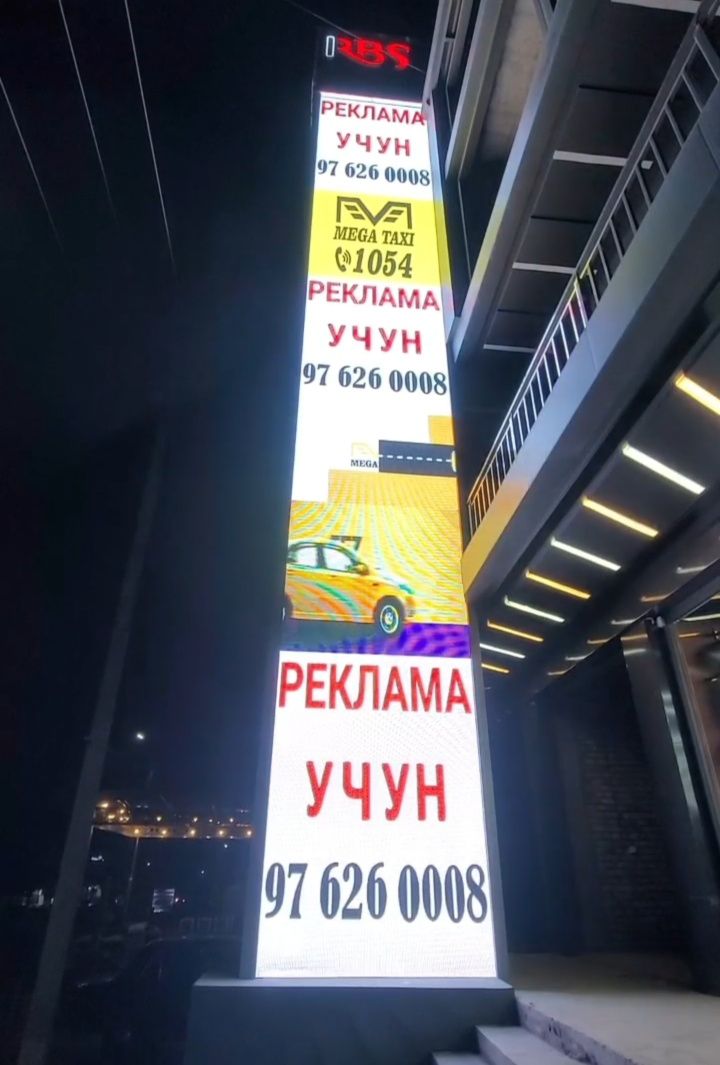 RBS
РЕКЛАМА
УЧУН
97 626 0008
MEGA TAXI
1054
РЕКЛАМА
УЧУН
97 626 0008
MEGA
РЕКЛАМА
УЧУН
97 626 0008